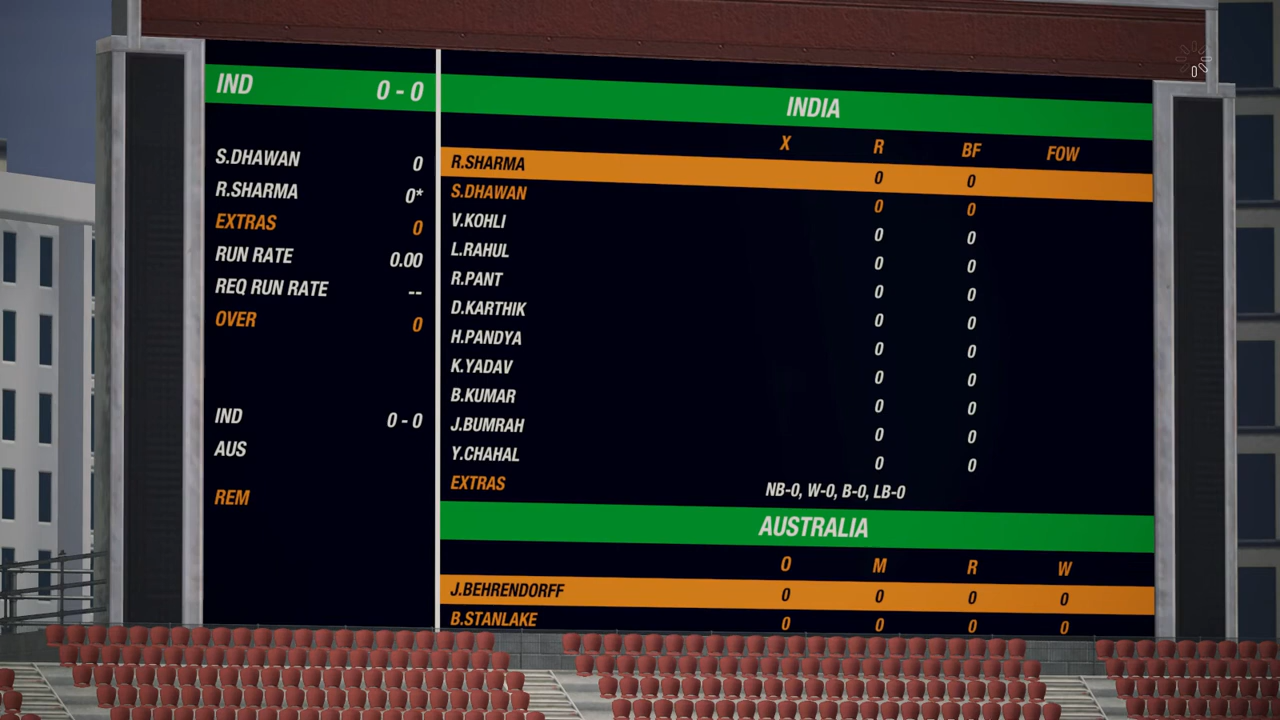 IND 0 - 0
S.DHAWAN 0
R.SHARMA 0*
EXTRAS 0
RUN RATE 0.00
REQ RUN RATE --
OVER 0
IND 0 - 0
AUS
REM
INDIA
X R BF FOW
R.SHARMA 0 0
S.DHAWAN 0 0
V.KOHLI 0 0
L.RAHUL 0 0
R.PANT 0 0
D.KARTHIK 0 0
H.PANDYA 0 0
K.YADAV 0 0
B.KUMAR 0 0
J.BUMRAH 0 0
Y.CHAHAL 0 0
EXTRAS NB-0, W-0, B-0, LB-0
AUSTRALIA
O M R W
J.BEHRENDORFF 0 0 0 0
B.STANLAKE 0 0 0 0